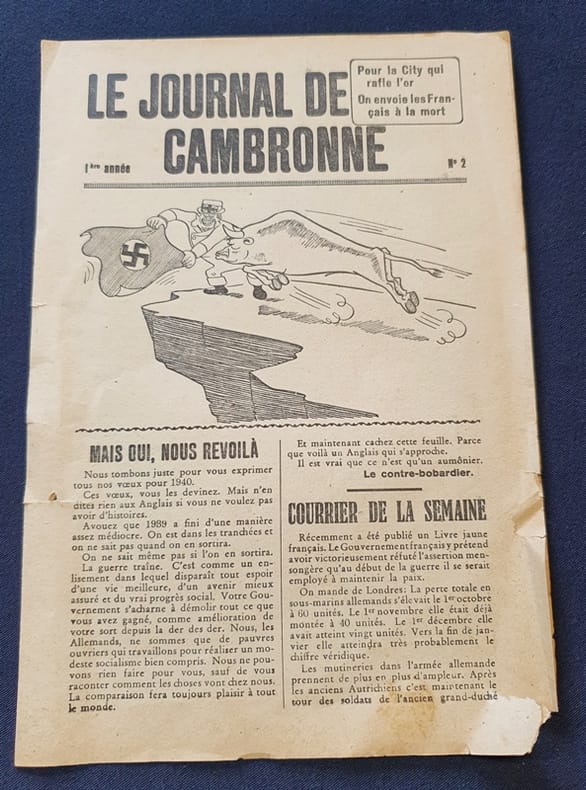 LE JOURNAL DE
CAMBRONNE
Pour la City qui
rafle l'or
On envoie les Fran-
çais à la mort
1ère année
N° 2
MAIS OUI, NOUS REVOILÀ
Nous tombons juste pour vous exprimer
tous nos vœux pour 1940.
Ces vœux, vous les devinez. Mais n'en
dites rien aux Anglais si vous ne voulez pas
avoir d'histoires.
Avouez que 1939 a fini d'une manière
assez médiocre. On est dans les tranchées et
on ne sait pas quand on en sortira.
On ne sait même pas si l'on en sortira.
La guerre traîne. C'est comme un en-
lisement dans lequel disparaît tout espoir
d'une vie meilleure, d'un avenir mieux
assuré et du vrai progrès social. Votre Gou-
vernement s'acharne à démolir tout ce que
vous avez gagné, comme amélioration de
votre sort depuis la der des der. Nous, les
Allemands, ne sommes que de pauvres
ouvriers qui travaillons pour réaliser un mo-
deste socialisme bien compris. Nous ne pou-
vons rien faire pour vous, sauf de vous
raconter comment les choses vont chez nous.
La comparaison fera toujours plaisir à tout
le monde.
Et maintenant cachez cette feuille. Parce
que voilà un Anglais qui s'approche.
Il est vrai que ce n'est qu'un aumônier.
Le contre-bobardier.
COURRIER DE LA SEMAINE
Récemment a été publié un Livre jaune
français. Le Gouvernement français y prétend
avoir victorieusement réfuté l'assertion men-
songère qu'au début de la guerre il se serait
employé à maintenir la paix.
On mande de Londres: La perte totale en
sous-marins allemands s'élevait le 1er octobre
à 60 unités. Le 1er novembre elle était déjà
montée à 40 unités. Le 1er décembre elle
avait atteint vingt unités. Vers la fin de jan-
vier elle atteindra très probablement le
chiffre véridique.
Les mutineries dans l'armée allemande
prennent de plus en plus d'ampleur. Après
les anciens Autrichiens c'est maintenant le
tour des soldats de l'ancien grand-duché